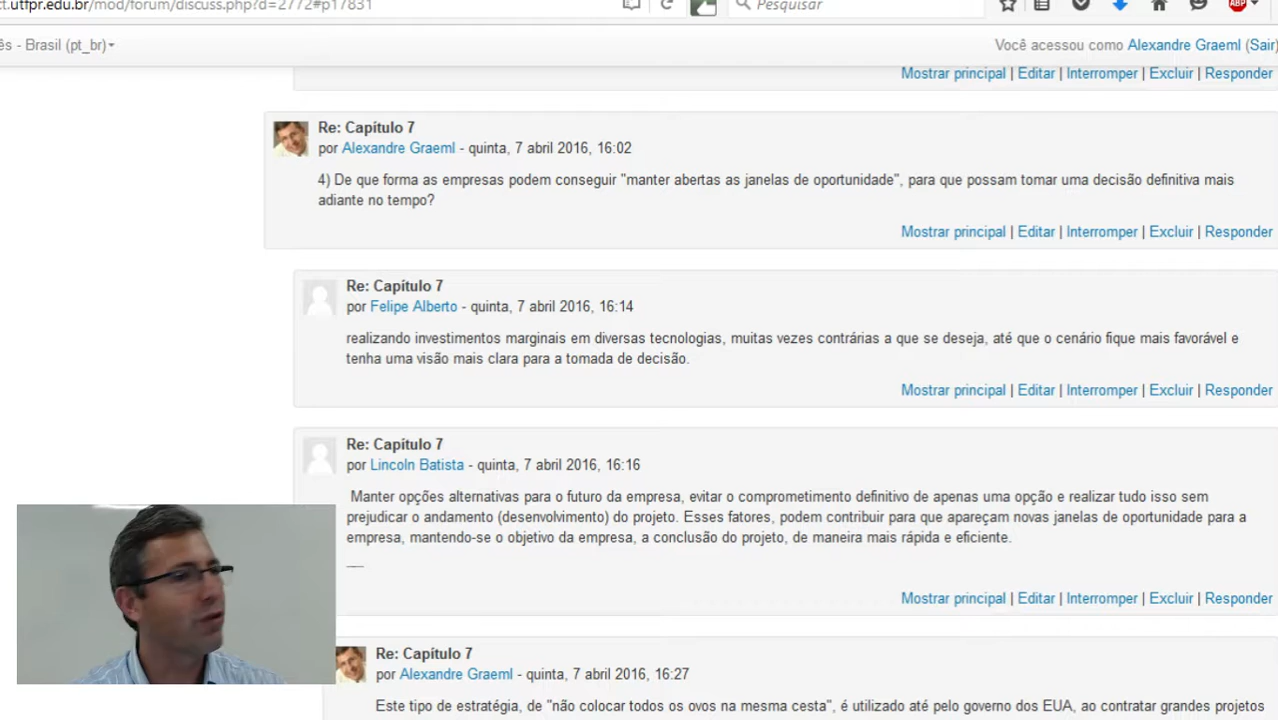 ct.utfpr.edu.br/mod/forum/discuss.php?d=2772#p17831
Pesquisar
ABP
ês - Brasil (pt_br)
Você acessou como Alexandre Graeml (Sair)
Mostrar principal | Editar | Interromper | Excluir | Responder
Re: Capítulo 7
por Alexandre Graeml - quinta, 7 abril 2016, 16:02
4) De que forma as empresas podem conseguir "manter abertas as janelas de oportunidade", para que possam tomar uma decisão definitiva mais
adiante no tempo?
Mostrar principal | Editar | Interromper | Excluir | Responder
Re: Capítulo 7
por Felipe Alberto - quinta, 7 abril 2016, 16:14
realizando investimentos marginais em diversas tecnologias, muitas vezes contrárias a que se deseja, até que o cenário fique mais favorável e
tenha uma visão mais clara para a tomada de decisão.
Mostrar principal | Editar | Interromper | Excluir | Responder
Re: Capítulo 7
por Lincoln Batista - quinta, 7 abril 2016, 16:16
Manter opções alternativas para o futuro da empresa, evitar o comprometimento definitivo de apenas uma opção e realizar tudo isso sem
prejudicar o andamento (desenvolvimento) do projeto. Esses fatores, podem contribuir para que apareçam novas janelas de oportunidade para a
empresa, mantendo-se o objetivo da empresa, a conclusão do projeto, de maneira mais rápida e eficiente.
Mostrar principal | Editar | Interromper | Excluir | Responder
Re: Capítulo 7
por Alexandre Graeml - quinta, 7 abril 2016, 16:27
Este tipo de estratégia, de "não colocar todos os ovos na mesma cesta", é utilizado até pelo governo dos EUA, ao contratar grandes projetos